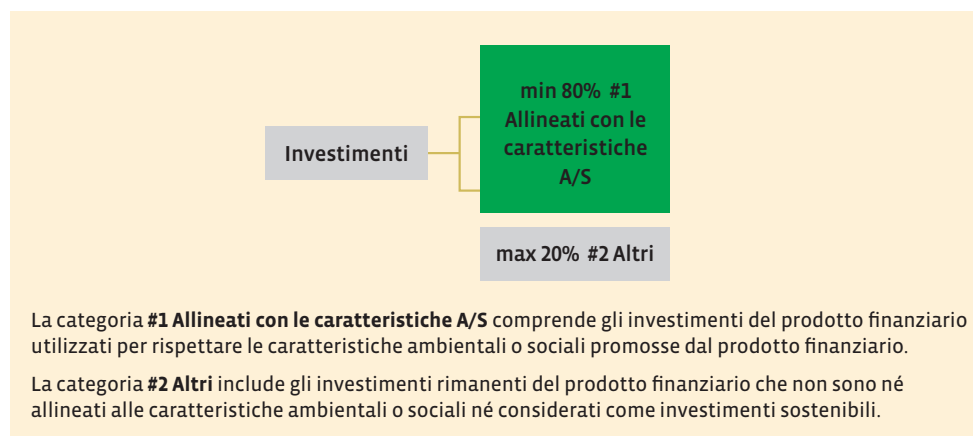 Investimenti
min 80% #1
Allineati con le
caratteristiche
A/S
max 20% #2 Altri
La categoria #1 Allineati con le caratteristiche A/S comprende gli investimenti del prodotto finanziario
utilizzati per rispettare le caratteristiche ambientali o sociali promosse dal prodotto finanziario.
La categoria #2 Altri include gli investimenti rimanenti del prodotto finanziario che non sono né
allineati alle caratteristiche ambientali o sociali né considerati come investimenti sostenibili.